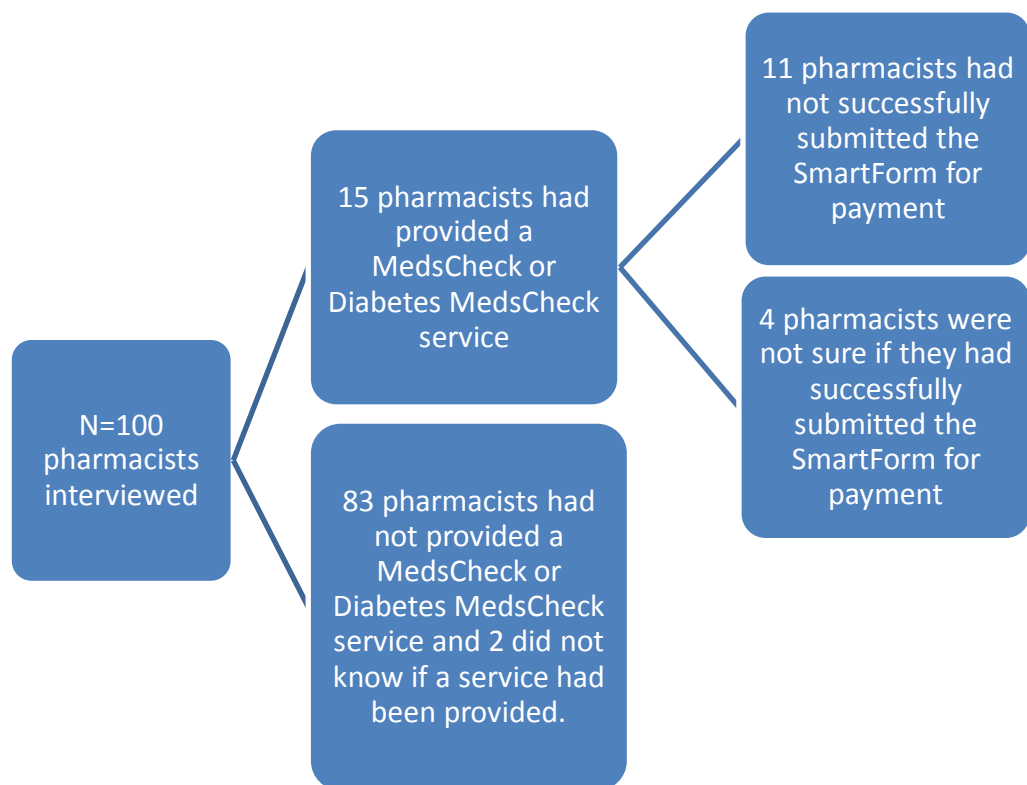 N=100
pharmacists
interviewed
15 pharmacists had
provided a
MedsCheck or
Diabetes MedsCheck
service
83 pharmacists had
not provided a
MedsCheck or
Diabetes MedsCheck
service and 2 did not
know if a service had
been provided.
11 pharmacists had
not successfully
submitted the
SmartForm for
payment
4 pharmacists were
not sure if they had
successfully
submitted the
SmartForm for
payment